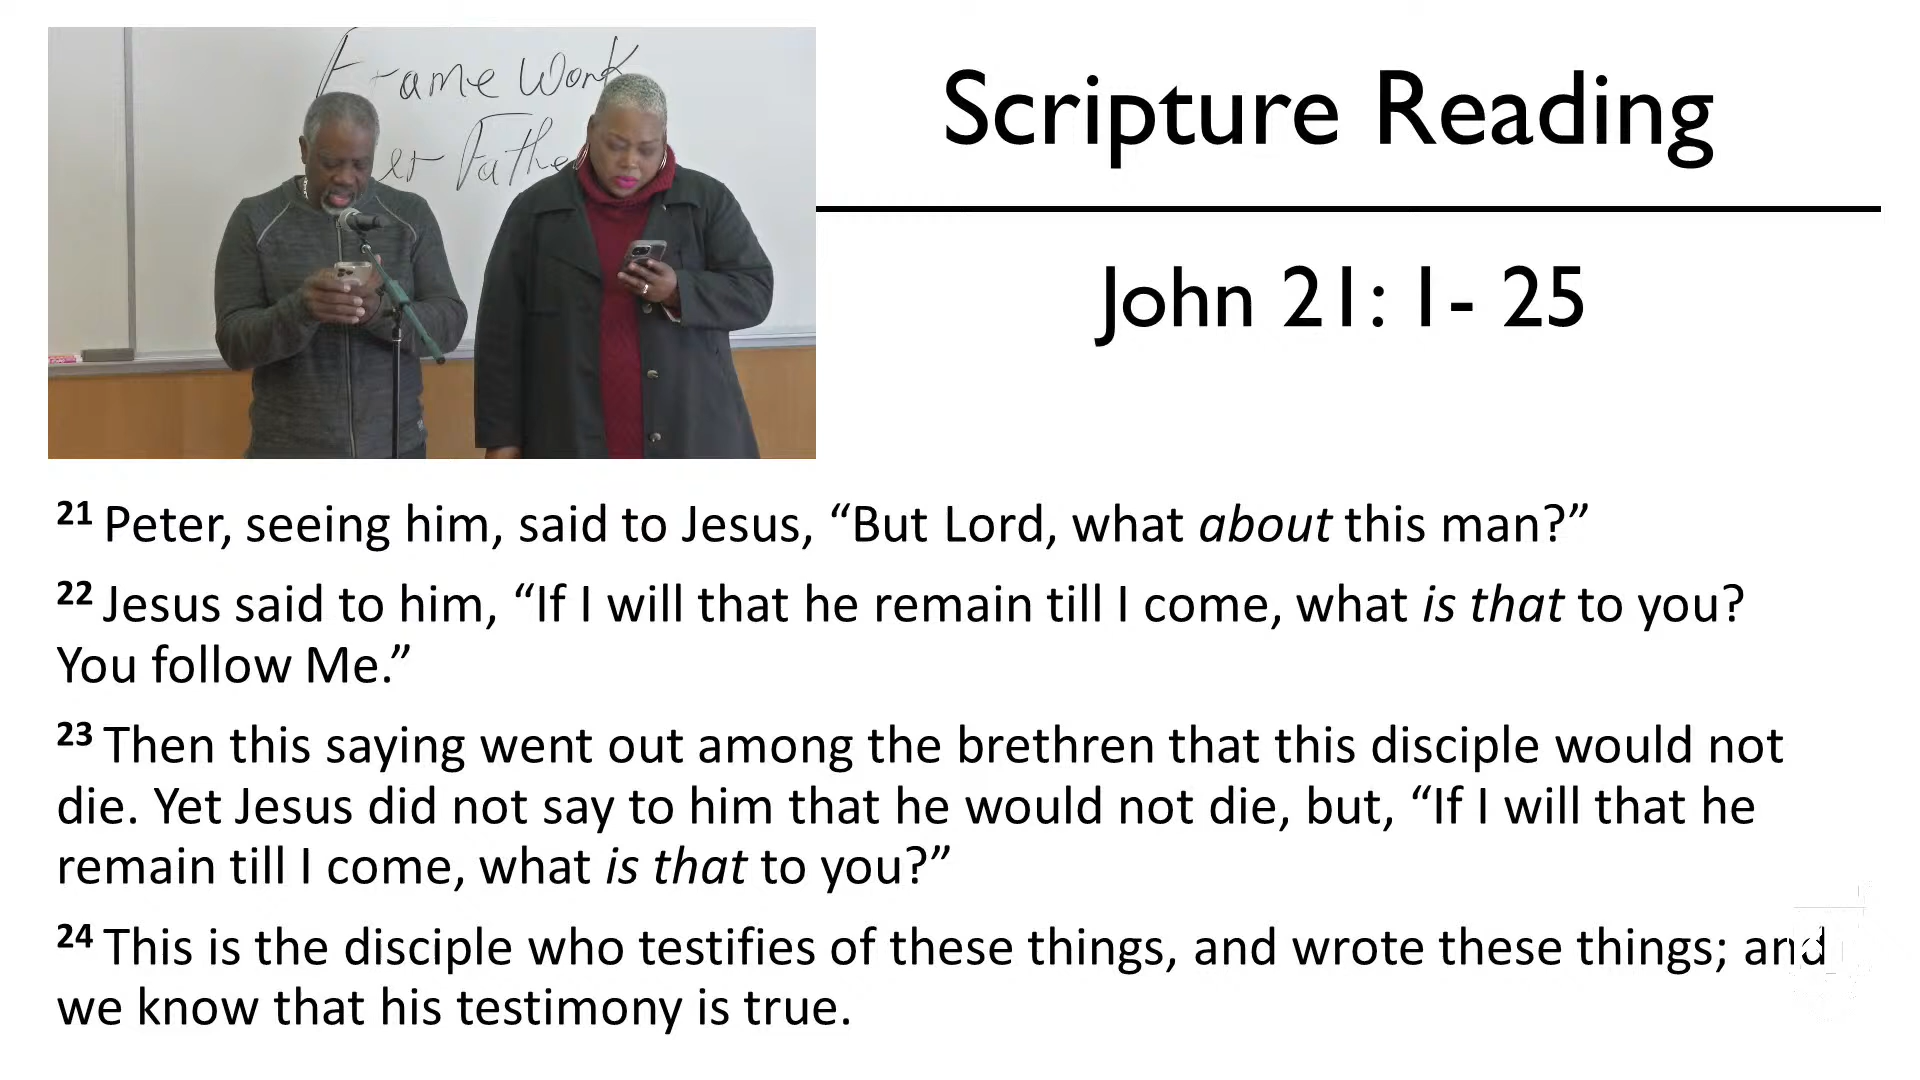 Frame Work
er Fathe
Scripture Reading
John 21: 1- 25
21 Peter, seeing him, said to Jesus, “But Lord, what about this man?”
22 Jesus said to him, “If I will that he remain till I come, what is that to you?
You follow Me.”
23 Then this saying went out among the brethren that this disciple would not
die. Yet Jesus did not say to him that he would not die, but, “If I will that he
remain till I come, what is that to you?”
24 This is the disciple who testifies of these things, and wrote these things; and
we know that his testimony is true.